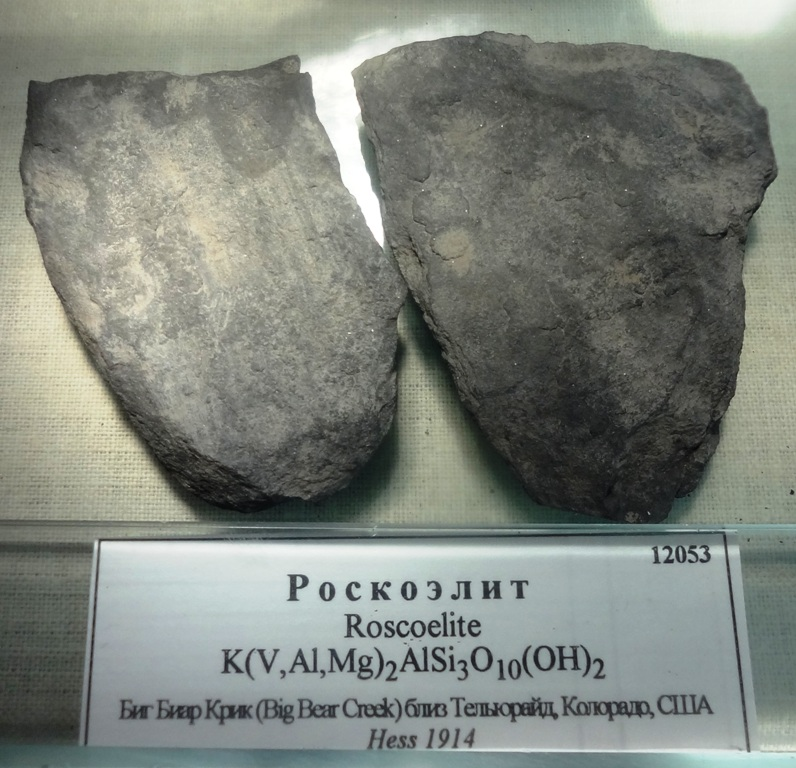 12053
Роскоэлит
Roscoelite
K(V,Al,Mg)₂AlSi₃O₁₀(OH)₂
Биг Биар Крик (Big Bear Creek) близ Тельюрайд, Колорадо, США
Hess 1914